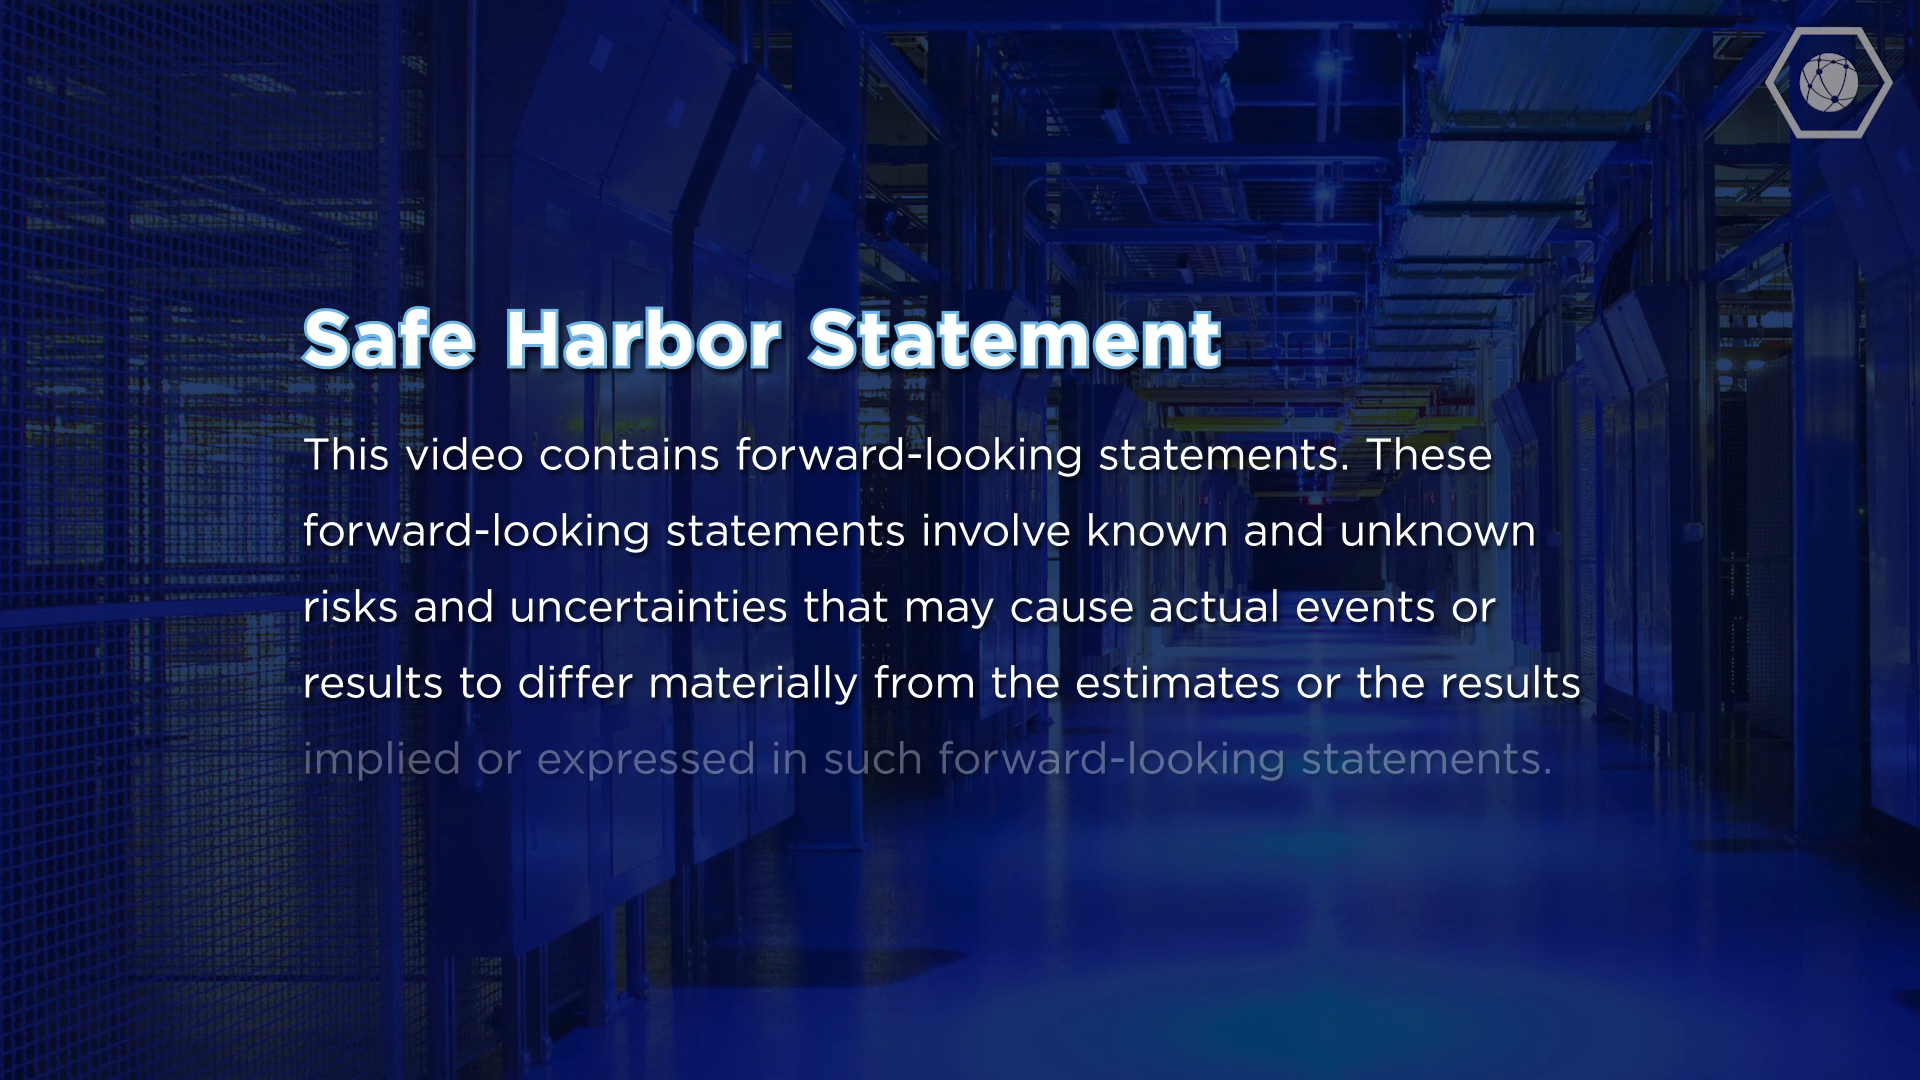 Safe Harbor Statement
This video contains forward-looking statements. These
forward-looking statements involve known and unknown
risks and uncertainties that may cause actual events or
results to differ materially from the estimates or the results
implied or expressed in such forward-looking statements.